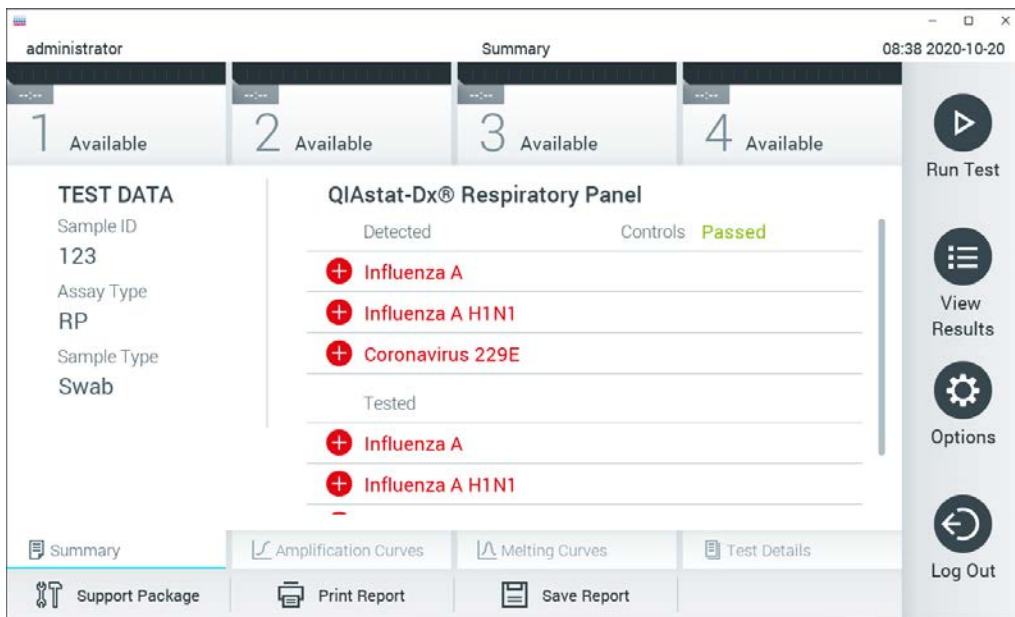 administrator Summary 08:38 2020-10-20
--:-- --:-- --:-- --:--
1 Available 2 Available 3 Available 4 Available
Run Test
TEST DATA
Sample ID
123
Assay Type
RP
Sample Type
Swab
QIAstat-Dx® Respiratory Panel
Detected Controls Passed
Influenza A
Influenza A H1N1
Coronavirus 229E
Tested
Influenza A
Influenza A H1N1
View
Results
Options
Log Out
Summary Amplification Curves Melting Curves Test Details
Support Package Print Report Save Report